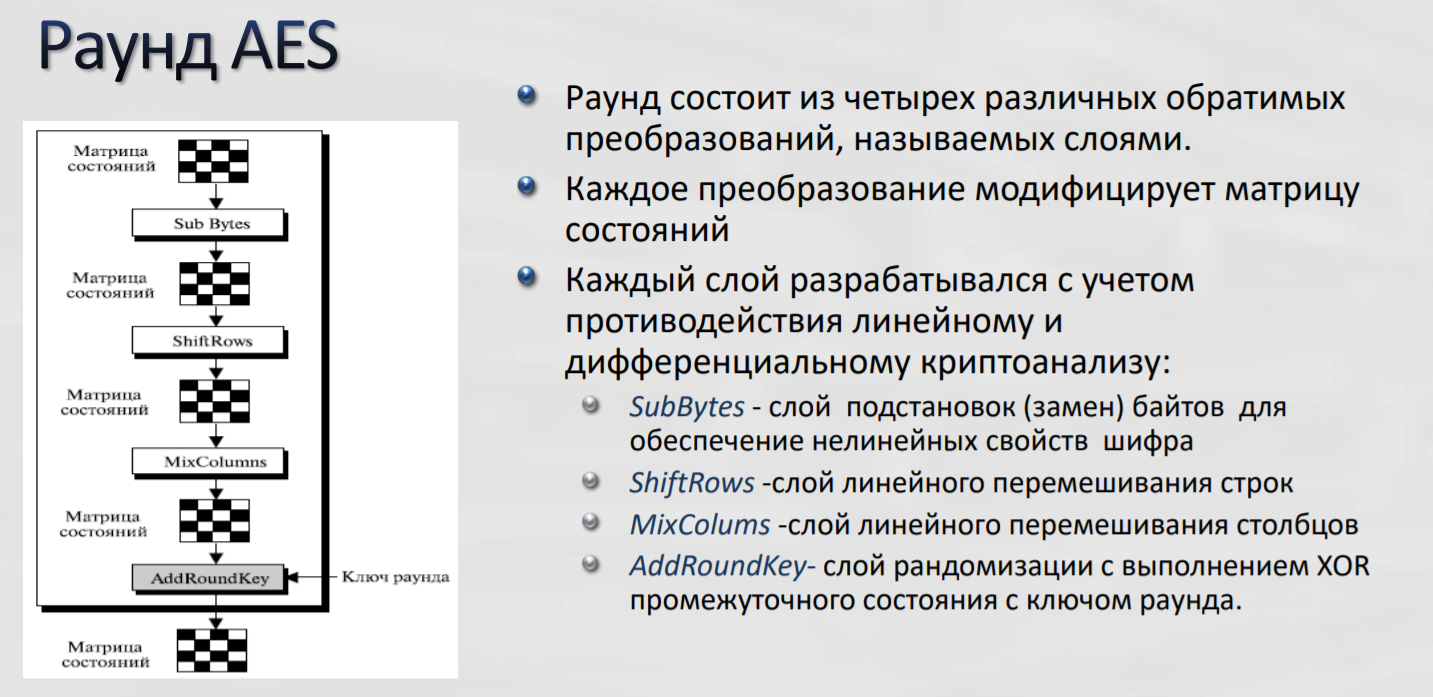 Раунд AES
Матрица
состояний
Sub Bytes
Матрица
состояний
ShiftRows
Матрица
состояний
MixColumns
Матрица
состояний
AddRoundKey
Ключ раунда
Матрица
состояний
Раунд состоит из четырех различных обратимых
преобразований, называемых слоями.
Каждое преобразование модифицирует матрицу
состояний
Каждый слой разрабатывался с учетом
противодействия линейному и
дифференциальному криптоанализу:
SubBytes - слой подстановок (замен) байтов для
обеспечение нелинейных свойств шифра
ShiftRows -слой линейного перемешивания строк
MixColums -слой линейного перемешивания столбцов
AddRoundKey- слой рандомизации с выполнением XOR
промежуточного состояния с ключом раунда.